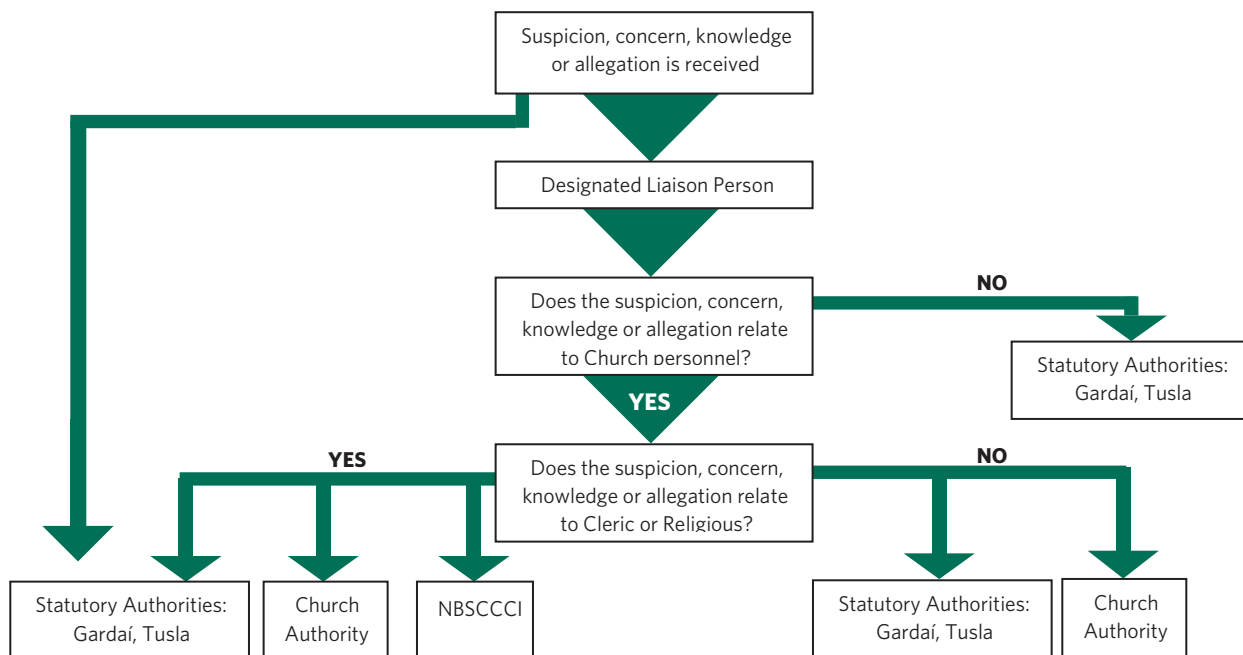 Suspicion, concern, knowledge
or allegation is received
Designated Liaison Person
Does the suspicion, concern,
knowledge or allegation relate
to Church personnel?
NO
Statutory Authorities:
Gardaí, Tusla
YES
Does the suspicion, concern,
knowledge or allegation relate
to Cleric or Religious?
YES
NO
Statutory Authorities:
Gardaí, Tusla
Church
Authority
NBSCCCI
Statutory Authorities:
Gardaí, Tusla
Church
Authority